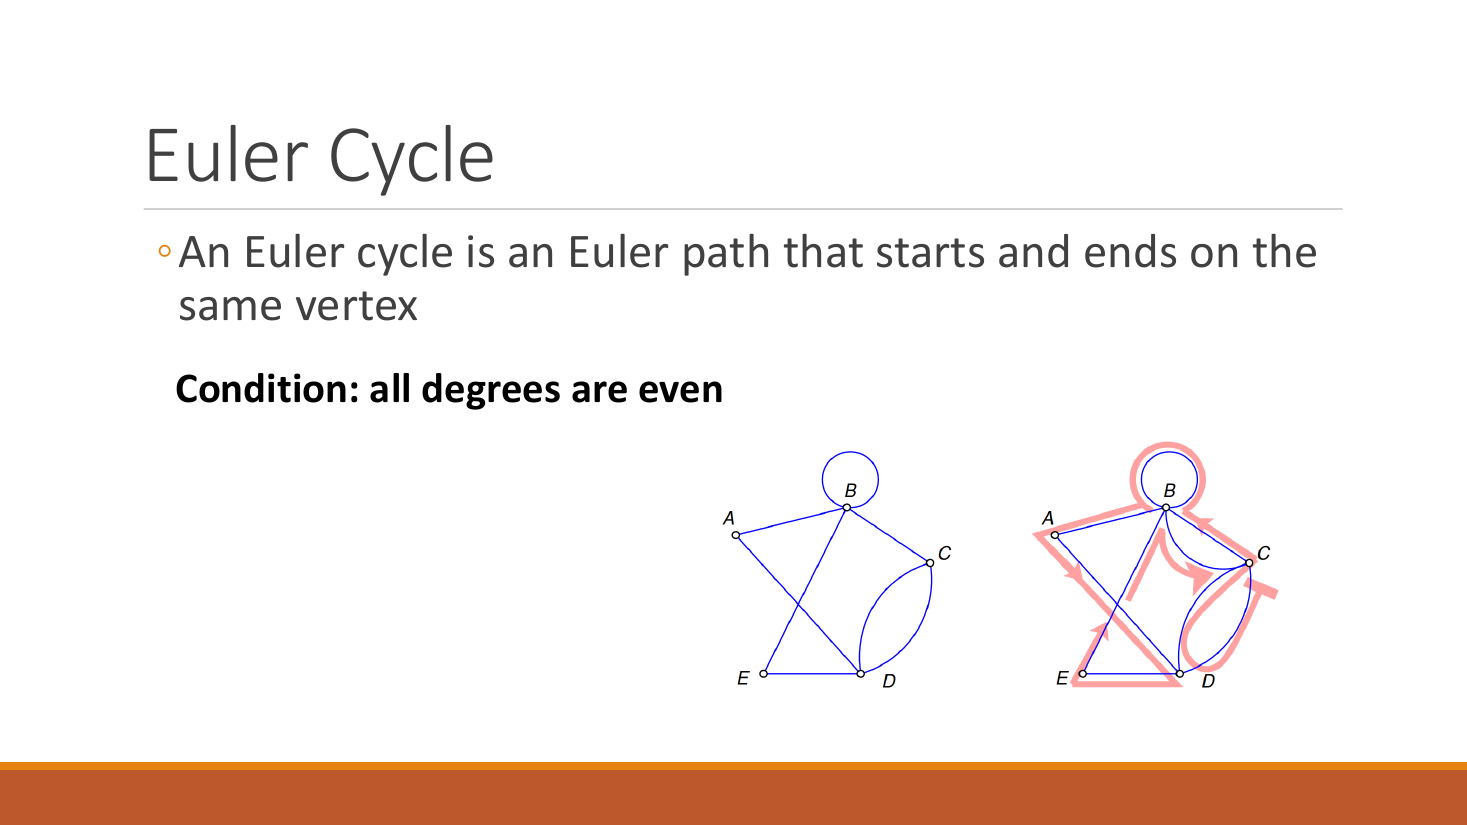 Euler Cycle
◦An Euler cycle is an Euler path that starts and ends on the
same vertex
Condition: all degrees are even
B
A
C
E
D
B
A
C
E
D